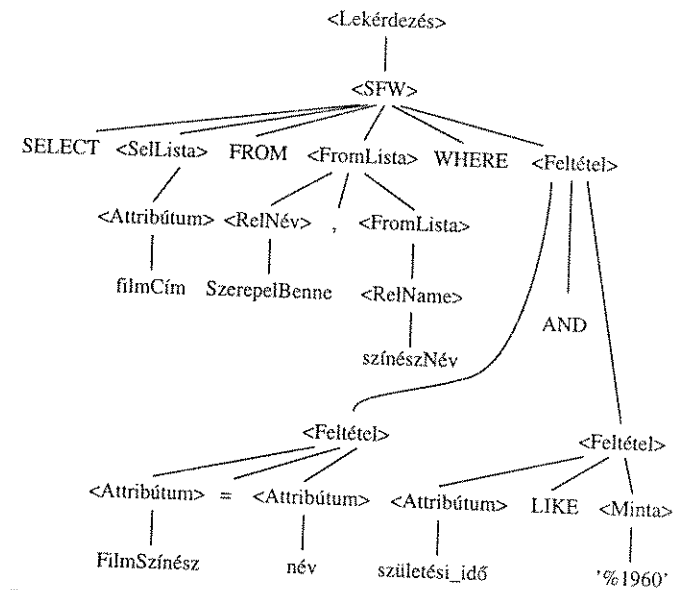 <Lekérdezés>
<SFW>
SELECT <SelLista> FROM <FromLista> WHERE <Feltétel>
<Attribútum> <RelNév> , <FromLista>
filmCím SzerepelBenne <RelName>
AND
színészNév
<Feltétel> <Feltétel>
<Attribútum> = <Attribútum> <Attribútum> LIKE <Minta>
FilmSzínész név születési_idő '%1960'